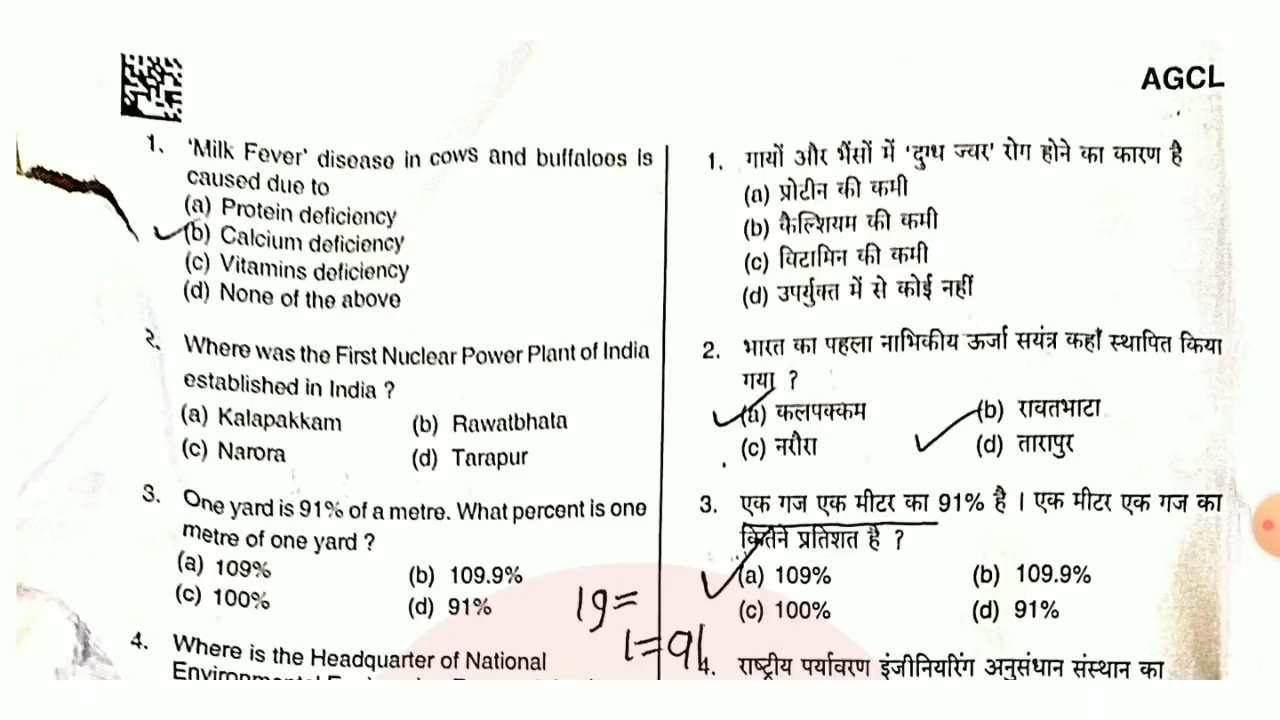 AGCL
1. 'Milk Fever' disease in cows and buffaloes is
caused due to
(a) Protein deficiency
(b) Calcium deficiency
(c) Vitamins deficiency
(d) None of the above
2. Where was the First Nuclear Power Plant of India
established in India ?
(a) Kalapakkam (b) Rawatbhata
(c) Narora (d) Tarapur
3. One yard is 91% of a metre. What percent is one
metre of one yard ?
(a) 109% (b) 109.9%
(c) 100% (d) 91%
4. Where is the Headquarter of National
1. गायों और भैंसों में 'दुग्ध ज्वर' रोग होने का कारण है
(a) प्रोटीन की कमी
(b) कैल्शियम की कमी
(c) विटामिन की कमी
(d) उपर्युक्त में से कोई नहीं
2. भारत का पहला नाभिकीय ऊर्जा सयंत्र कहाँ स्थापित किया
गया ?
(a) कलपक्कम (b) रावतभाटा
(c) नरौरा (d) तारापुर
3. एक गज एक मीटर का 91% है । एक मीटर एक गज का
कितने प्रतिशत है ?
(a) 109% (b) 109.9%
(c) 100% (d) 91%
4. राष्ट्रीय पर्यावरण इंजीनियरिंग अनुसंधान संस्थान का